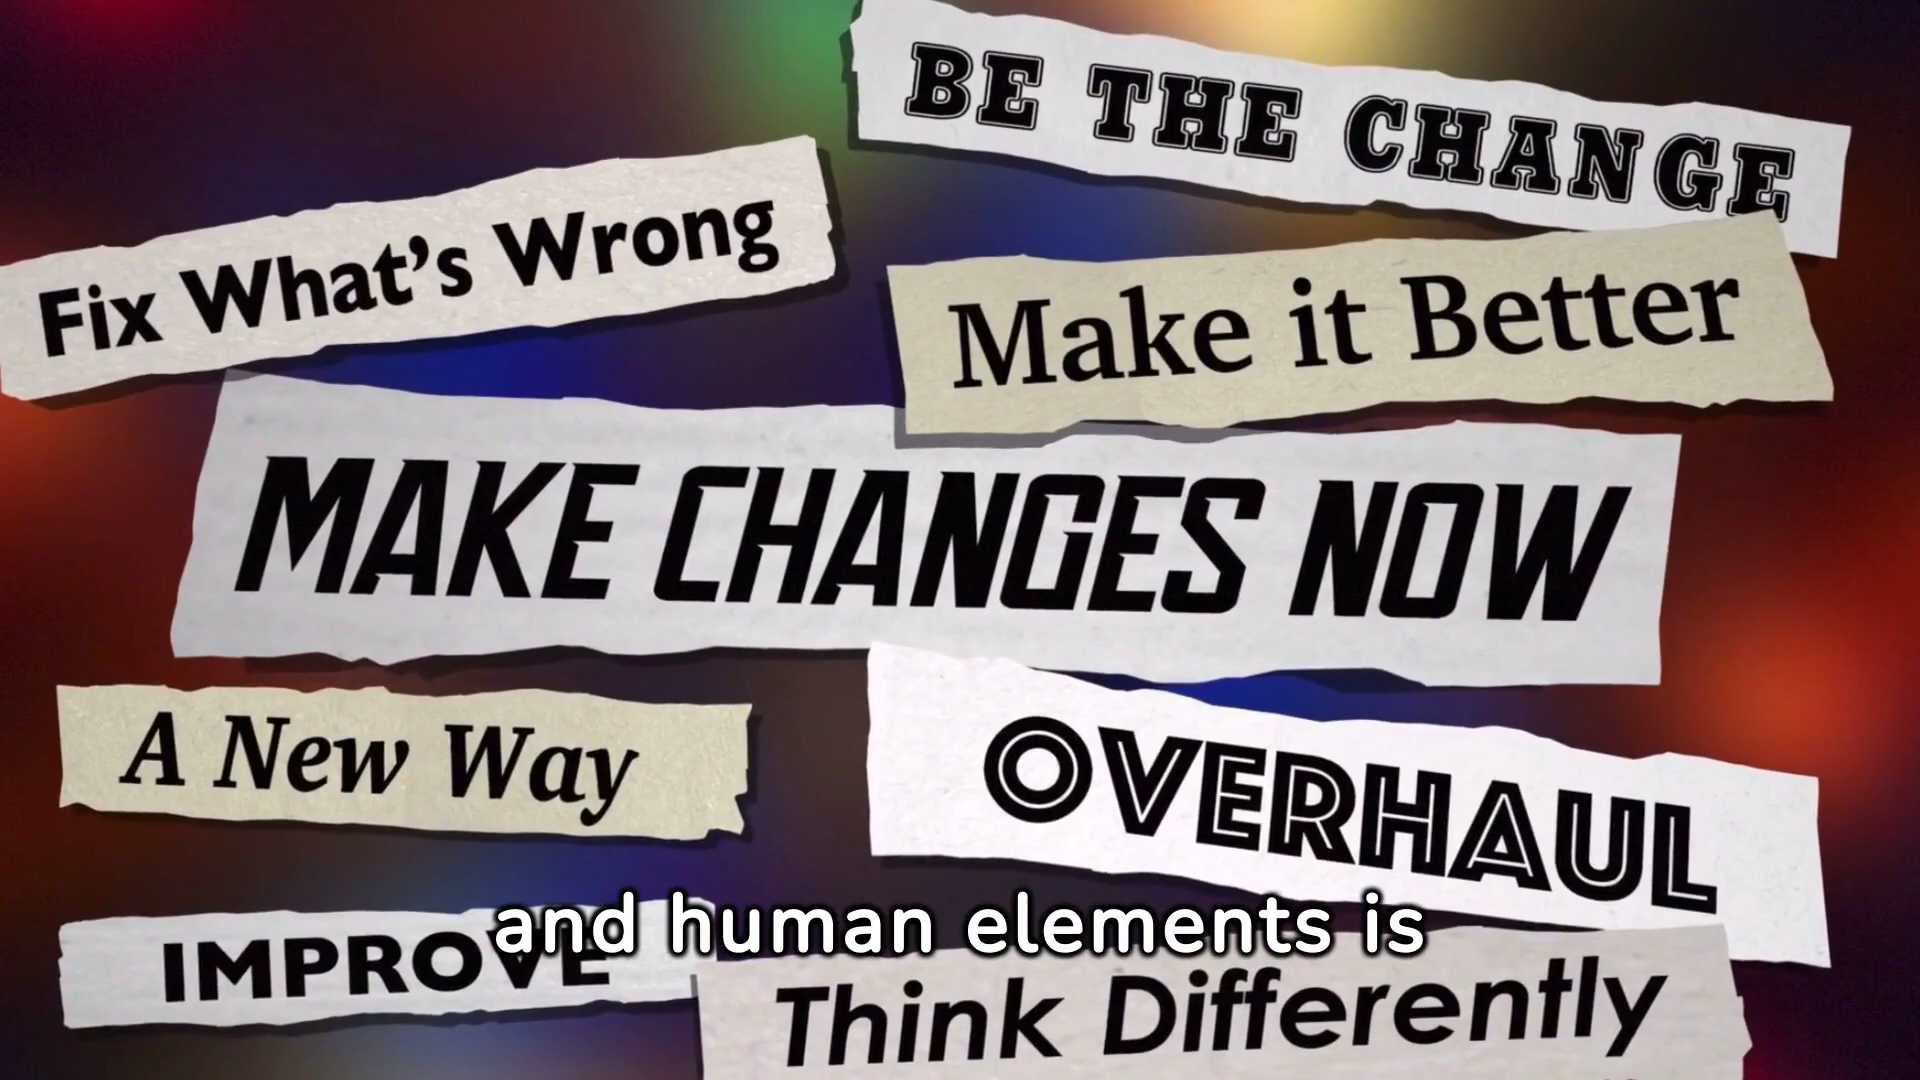 BE THE CHANGE
Fix What's Wrong
Make it Better
MAKE CHANGES NOW
A New Way
OVERHAUL
IMPROVE
and human elements is
Think Differently